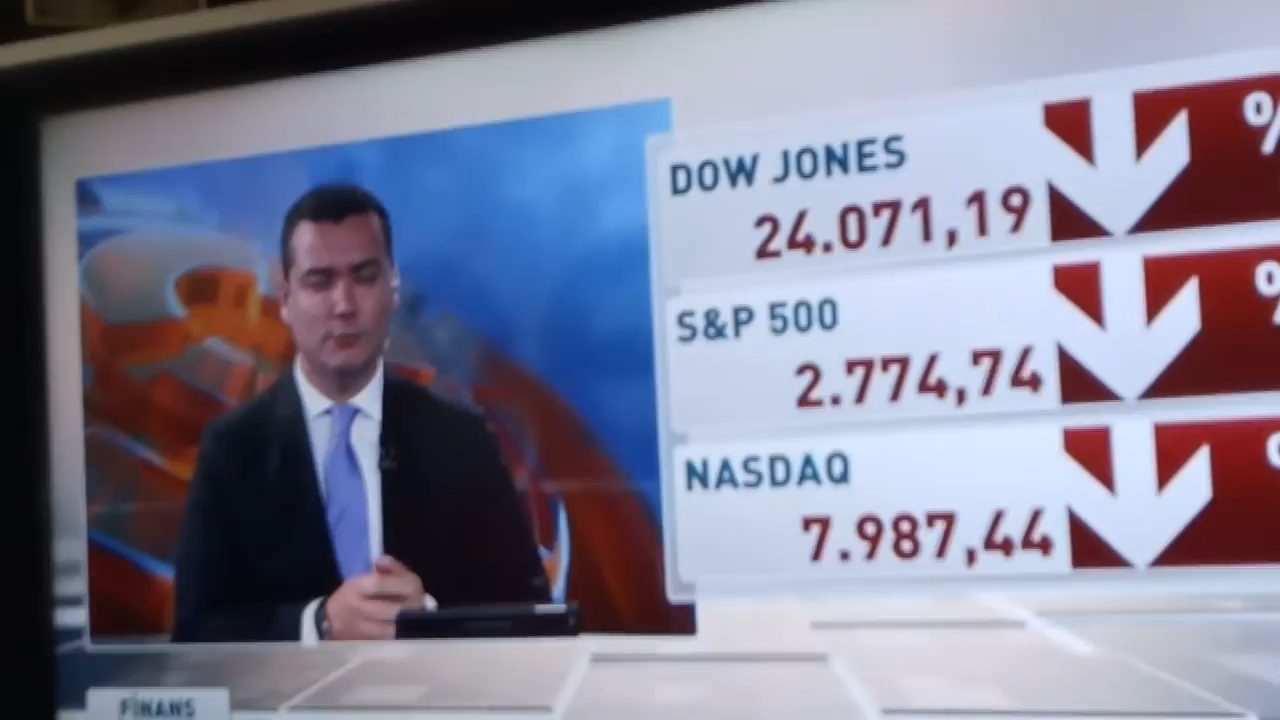 DOW JONES
24.071,19
%
S&P 500
2.774,74
%
NASDAQ
7.987,44
FİNANS